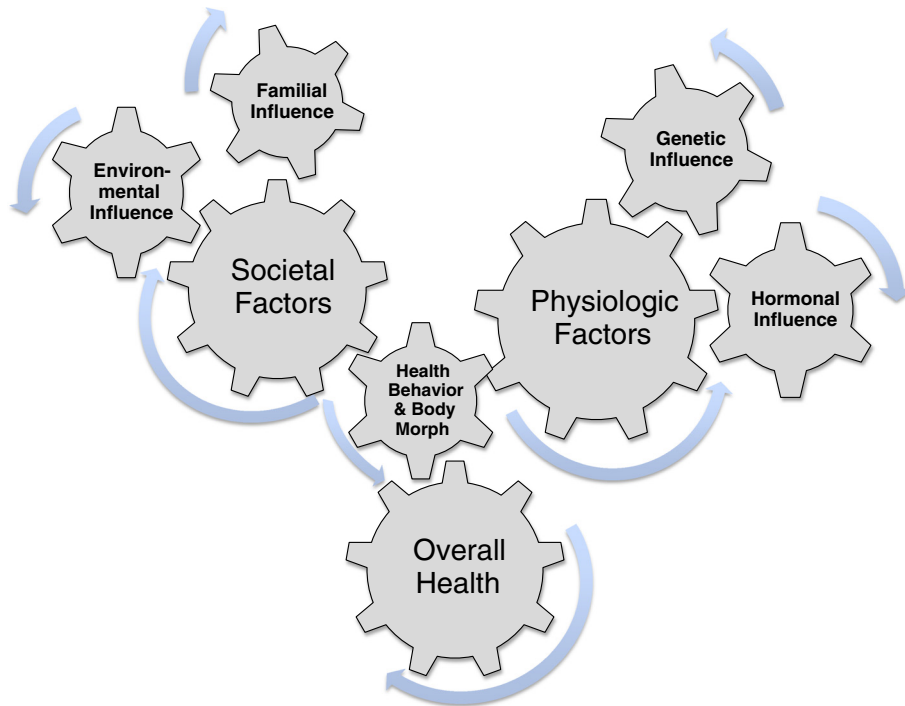 Familial
Influence
Environ-
mental
Influence
Societal
Factors
Genetic
Influence
Physiologic
Factors
Hormonal
Influence
Health
Behavior
& Body
Morph
Overall
Health